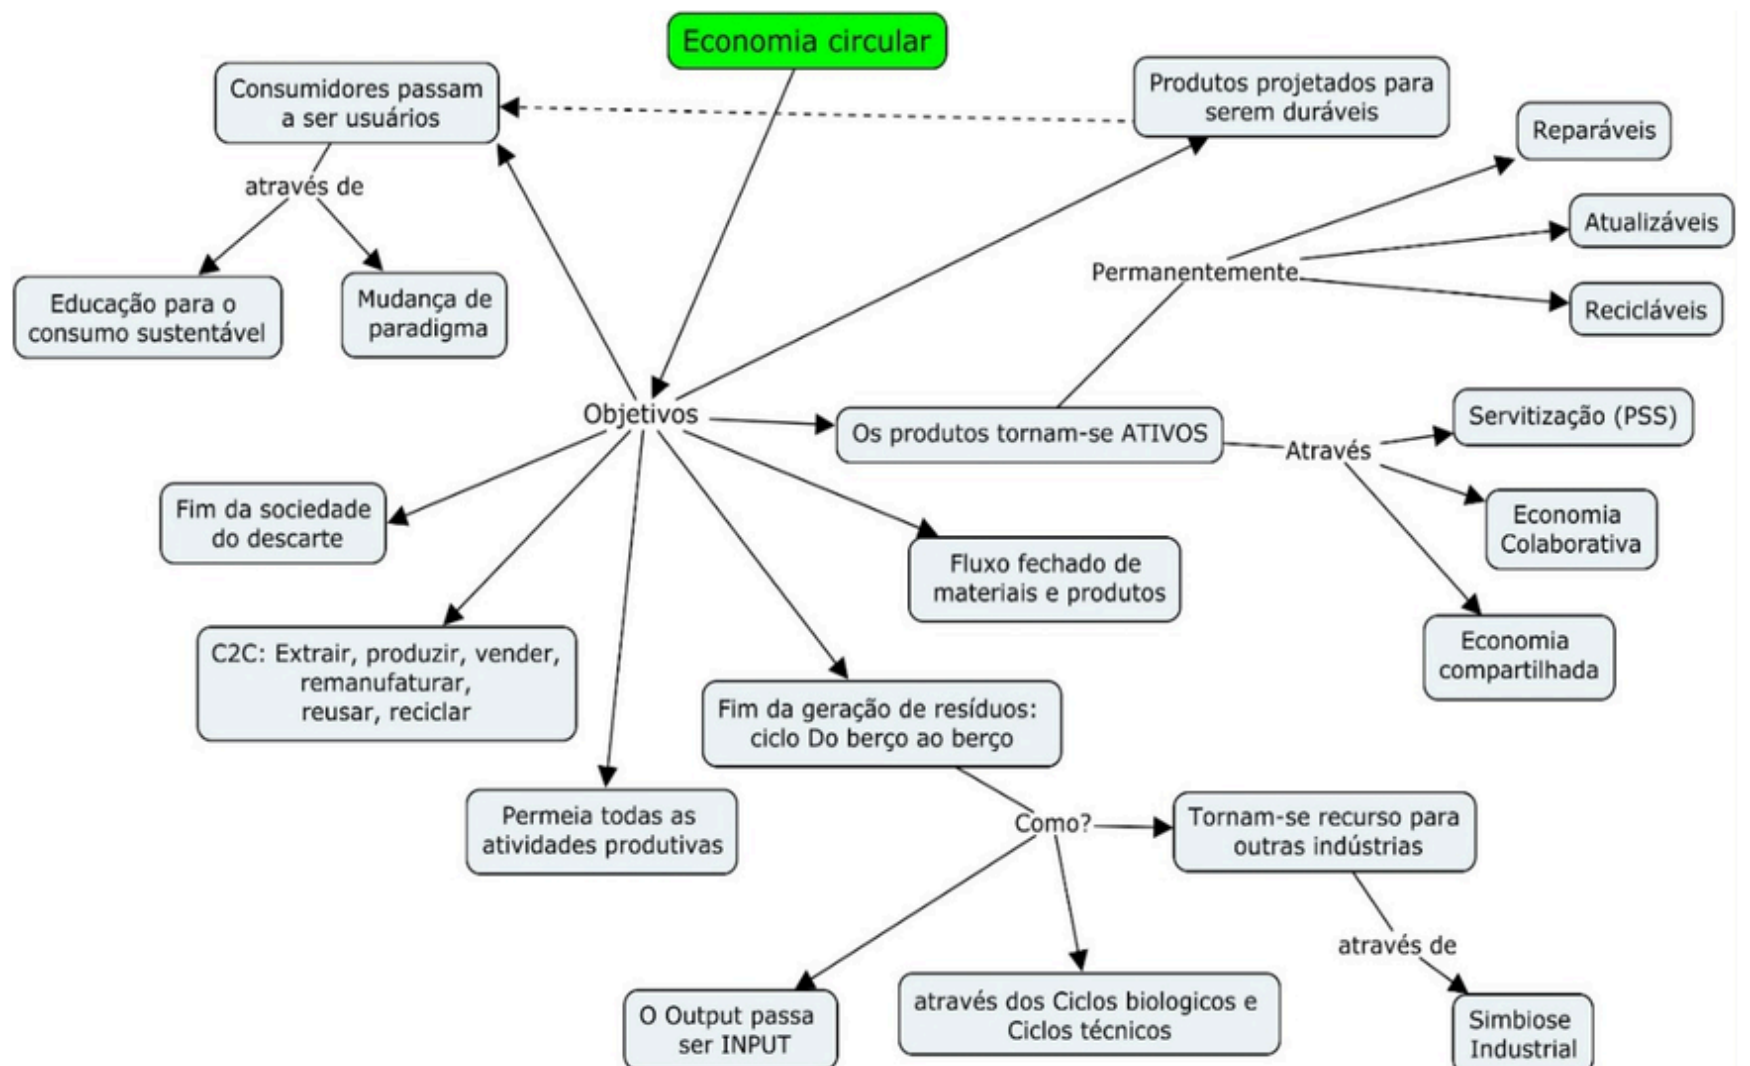 Economia circular
Consumidores passam
a ser usuários
Produtos projetados para
serem duráveis
Reparáveis
através de
Atualizáveis
Permanentemente
Educação para o
consumo sustentável
Mudança de
paradigma
Recicláveis
Objetivos
Os produtos tornam-se ATIVOS
Através
Servitização (PSS)
Fim da sociedade
do descarte
Economia
Colaborativa
Fluxo fechado de
materiais e produtos
C2C: Extrair, produzir, vender,
remanufaturar,
reusar, reciclar
Economia
compartilhada
Fim da geração de resíduos:
ciclo Do berço ao berço
Permeia todas as
atividades produtivas
Como?
Tornam-se recurso para
outras indústrias
através de
O Output passa
ser INPUT
através dos Ciclos biologicos e
Ciclos técnicos
Simbiose
Industrial